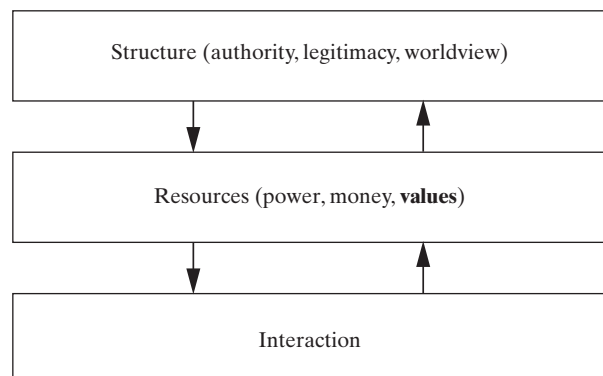 Structure (authority, legitimacy, worldview)
Resources (power, money, values)
Interaction